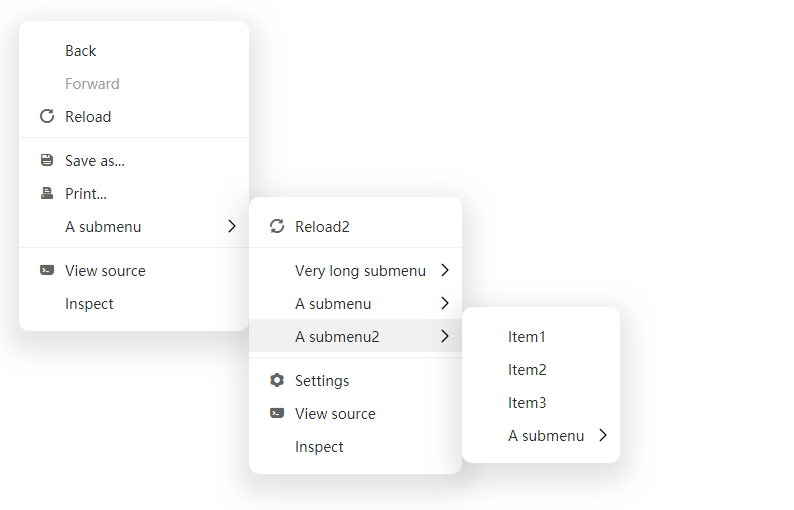 Back
Forward
Reload
Save as...
Print...
A submenu
View source
Inspect
Reload2
Very long submenu
A submenu
A submenu2
Settings
View source
Inspect
Item1
Item2
Item3
A submenu